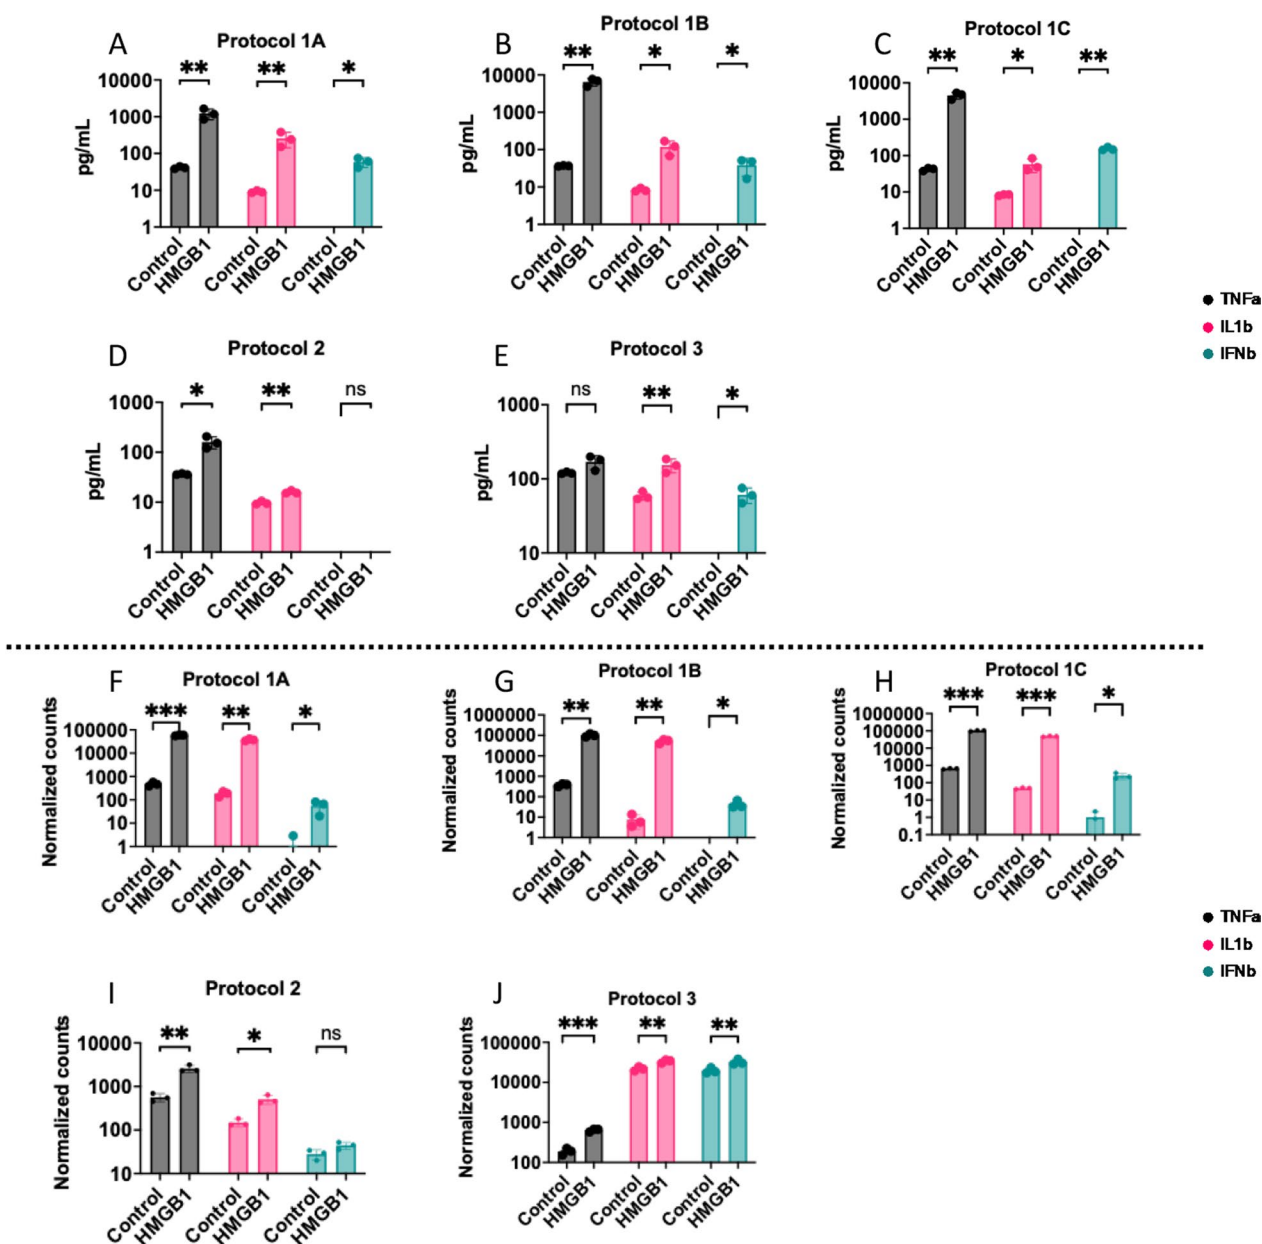 A
Protocol 1A
** ** *
pg/mL
10000
1000
100
10
1
Control HMGB1 Control HMGB1 Control HMGB1
B
Protocol 1B
** * *
pg/mL
10000
1000
100
10
1
Control HMGB1 Control HMGB1 Control HMGB1
C
Protocol 1C
** * **
pg/mL
10000
1000
100
10
1
Control HMGB1 Control HMGB1 Control HMGB1
TNFa
IL1b
IFNb
D
Protocol 2
* ** ns
pg/mL
1000
100
10
1
Control HMGB1 Control HMGB1 Control HMGB1
E
Protocol 3
ns ** *
pg/mL
1000
100
10
Control HMGB1 Control HMGB1 Control HMGB1
F
Protocol 1A
*** ** *
Normalized counts
100000
10000
1000
100
10
1
Control HMGB1 Control HMGB1 Control HMGB1
G
Protocol 1B
** ** *
Normalized counts
1000000
100000
10000
1000
100
10
1
Control HMGB1 Control HMGB1 Control HMGB1
H
Protocol 1C
*** *** *
Normalized counts
1000000
100000
10000
1000
100
10
1
0.1
Control HMGB1 Control HMGB1 Control HMGB1
TNFa
IL1b
IFNb
I
Protocol 2
** * ns
Normalized counts
10000
1000
100
10
Control HMGB1 Control HMGB1 Control HMGB1
J
Protocol 3
*** ** **
Normalized counts
100000
10000
1000
100
Control HMGB1 Control HMGB1 Control HMGB1